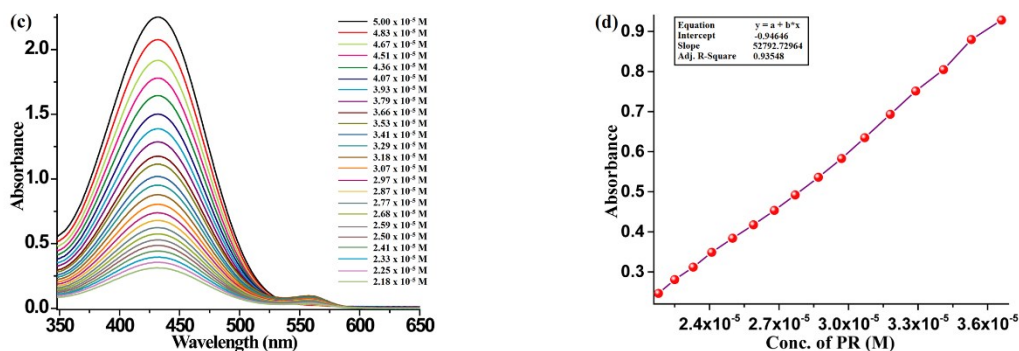 (c)
Absorbance
2.0
1.5
1.0
0.5
0.0
350
400
450
500
550
600
650
Wavelength (nm)
5.00 x 10⁻⁵ M
4.83 x 10⁻⁵ M
4.67 x 10⁻⁵ M
4.51 x 10⁻⁵ M
4.36 x 10⁻⁵ M
4.07 x 10⁻⁵ M
3.93 x 10⁻⁵ M
3.79 x 10⁻⁵ M
3.66 x 10⁻⁵ M
3.53 x 10⁻⁵ M
3.41 x 10⁻⁵ M
3.29 x 10⁻⁵ M
3.18 x 10⁻⁵ M
3.07 x 10⁻⁵ M
2.97 x 10⁻⁵ M
2.87 x 10⁻⁵ M
2.77 x 10⁻⁵ M
2.68 x 10⁻⁵ M
2.59 x 10⁻⁵ M
2.50 x 10⁻⁵ M
2.41 x 10⁻⁵ M
2.33 x 10⁻⁵ M
2.25 x 10⁻⁵ M
2.18 x 10⁻⁵ M
(d)
Equation y = a + b*x
Intercept -0.94646
Slope 52792.72964
Adj. R-Square 0.93548
Absorbance
0.9
0.8
0.7
0.6
0.5
0.4
0.3
2.4x10⁻⁵
2.7x10⁻⁵
3.0x10⁻⁵
3.3x10⁻⁵
3.6x10⁻⁵
Conc. of PR (M)